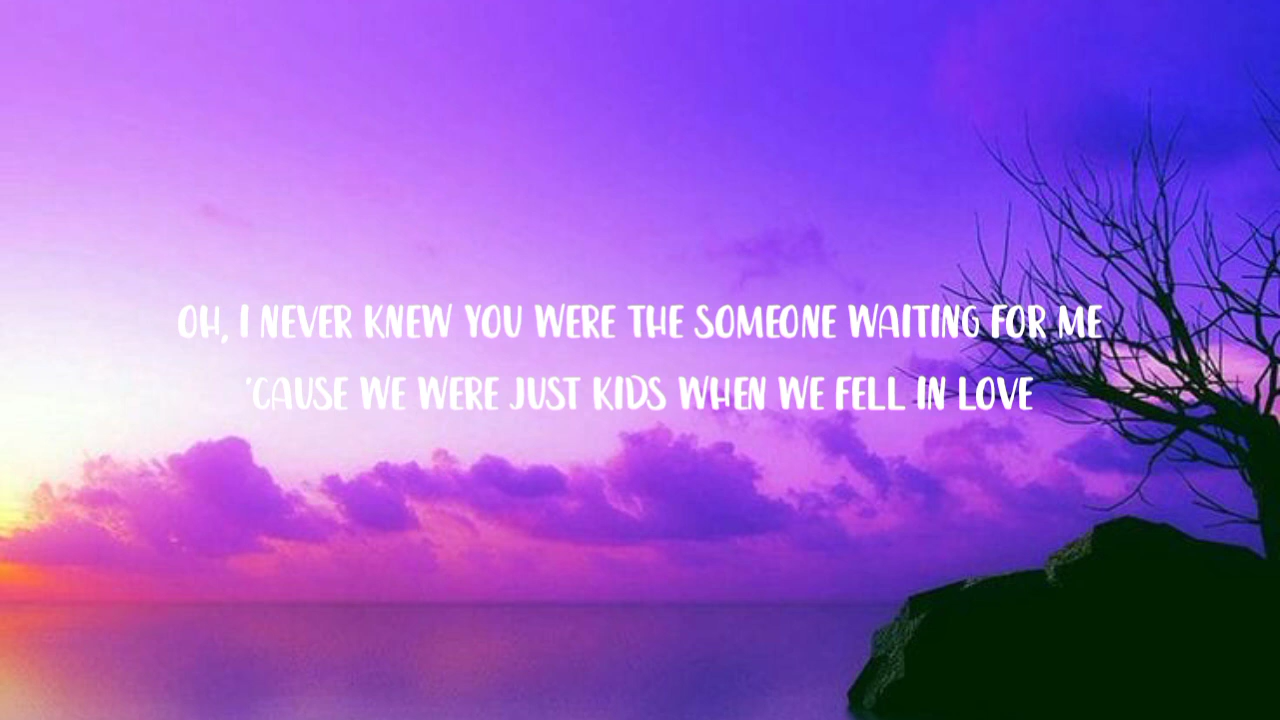 OH, I NEVER KNEW YOU WERE THE SOMEONE WAITING FOR ME
'CAUSE WE WERE JUST KIDS WHEN WE FELL IN LOVE